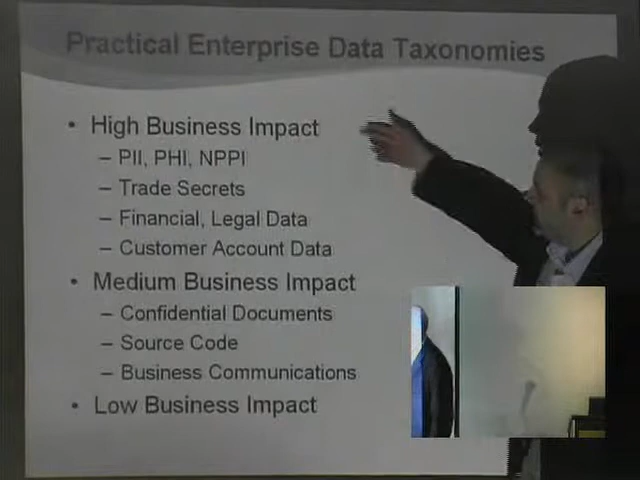 Practical Enterprise Data Taxonomies
• High Business Impact
– PII, PHI, NPPI
– Trade Secrets
– Financial, Legal Data
– Customer Account Data
• Medium Business Impact
– Confidential Documents
– Source Code
– Business Communications
• Low Business Impact